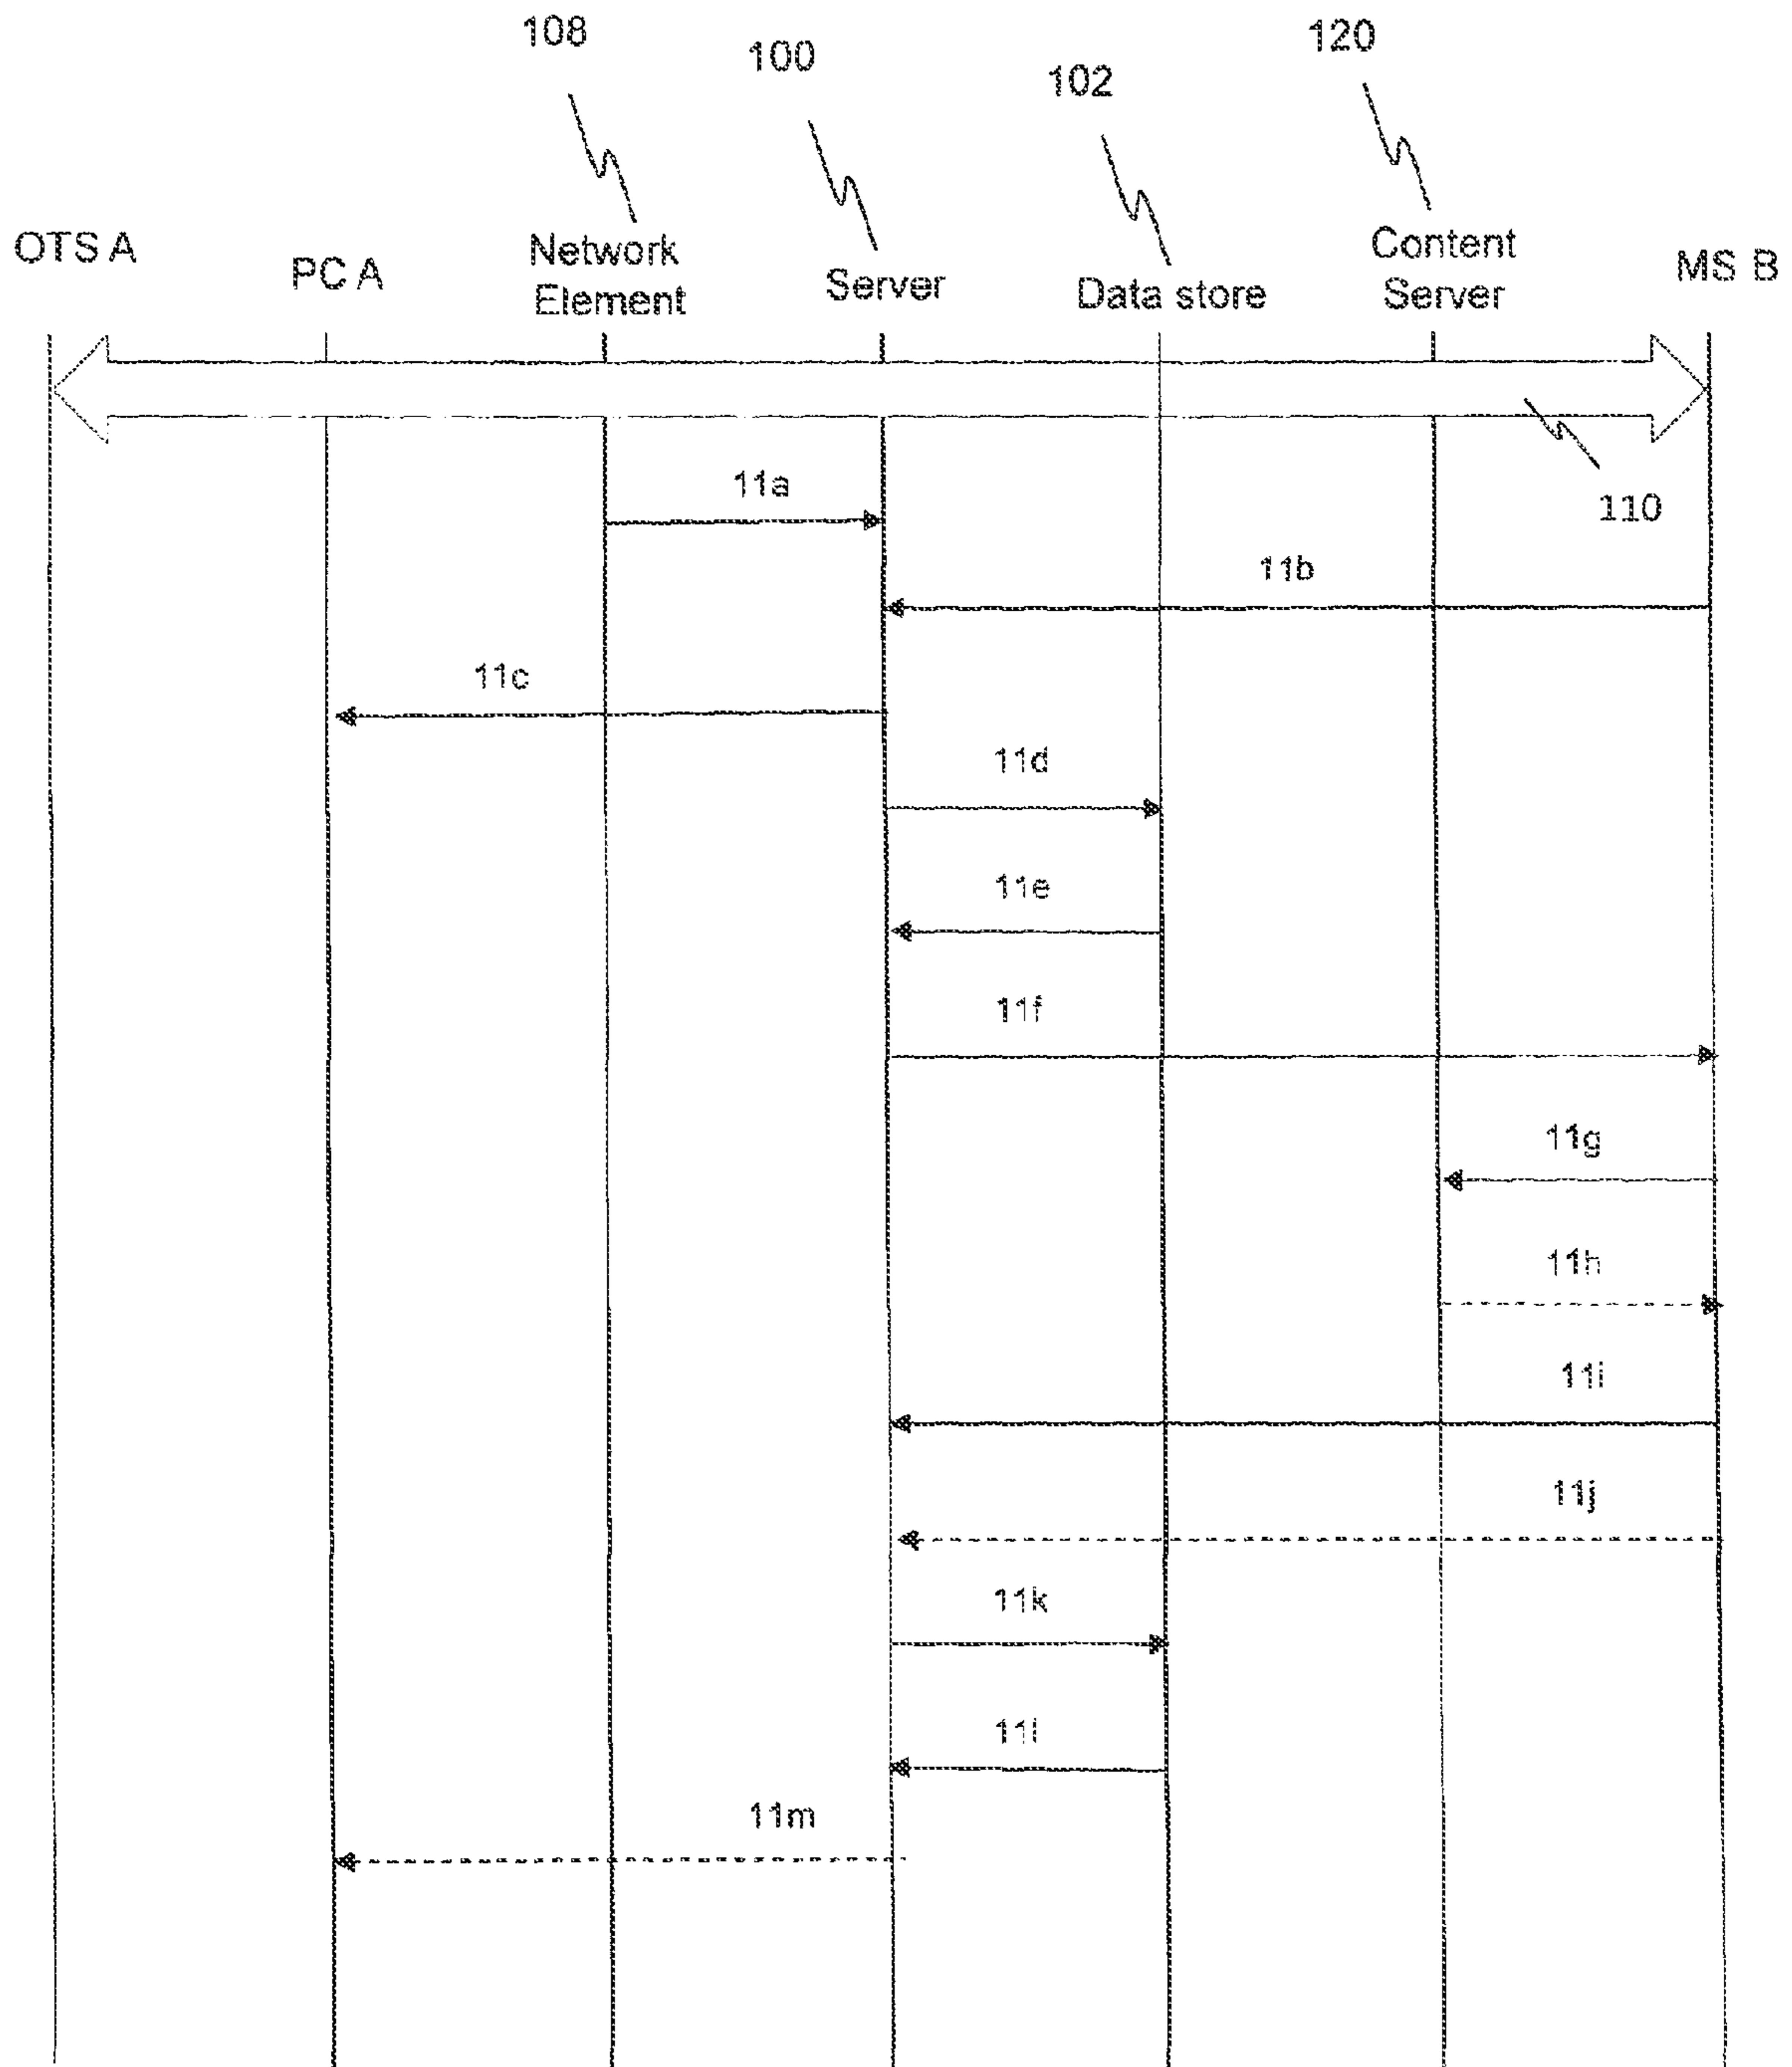 108
100
102
120
OTS A
PC A
Network
Element
Server
Data store
Content
Server
MS B
110
11a
11b
11c
11d
11e
11f
11g
11h
11i
11j
11k
11l
11m